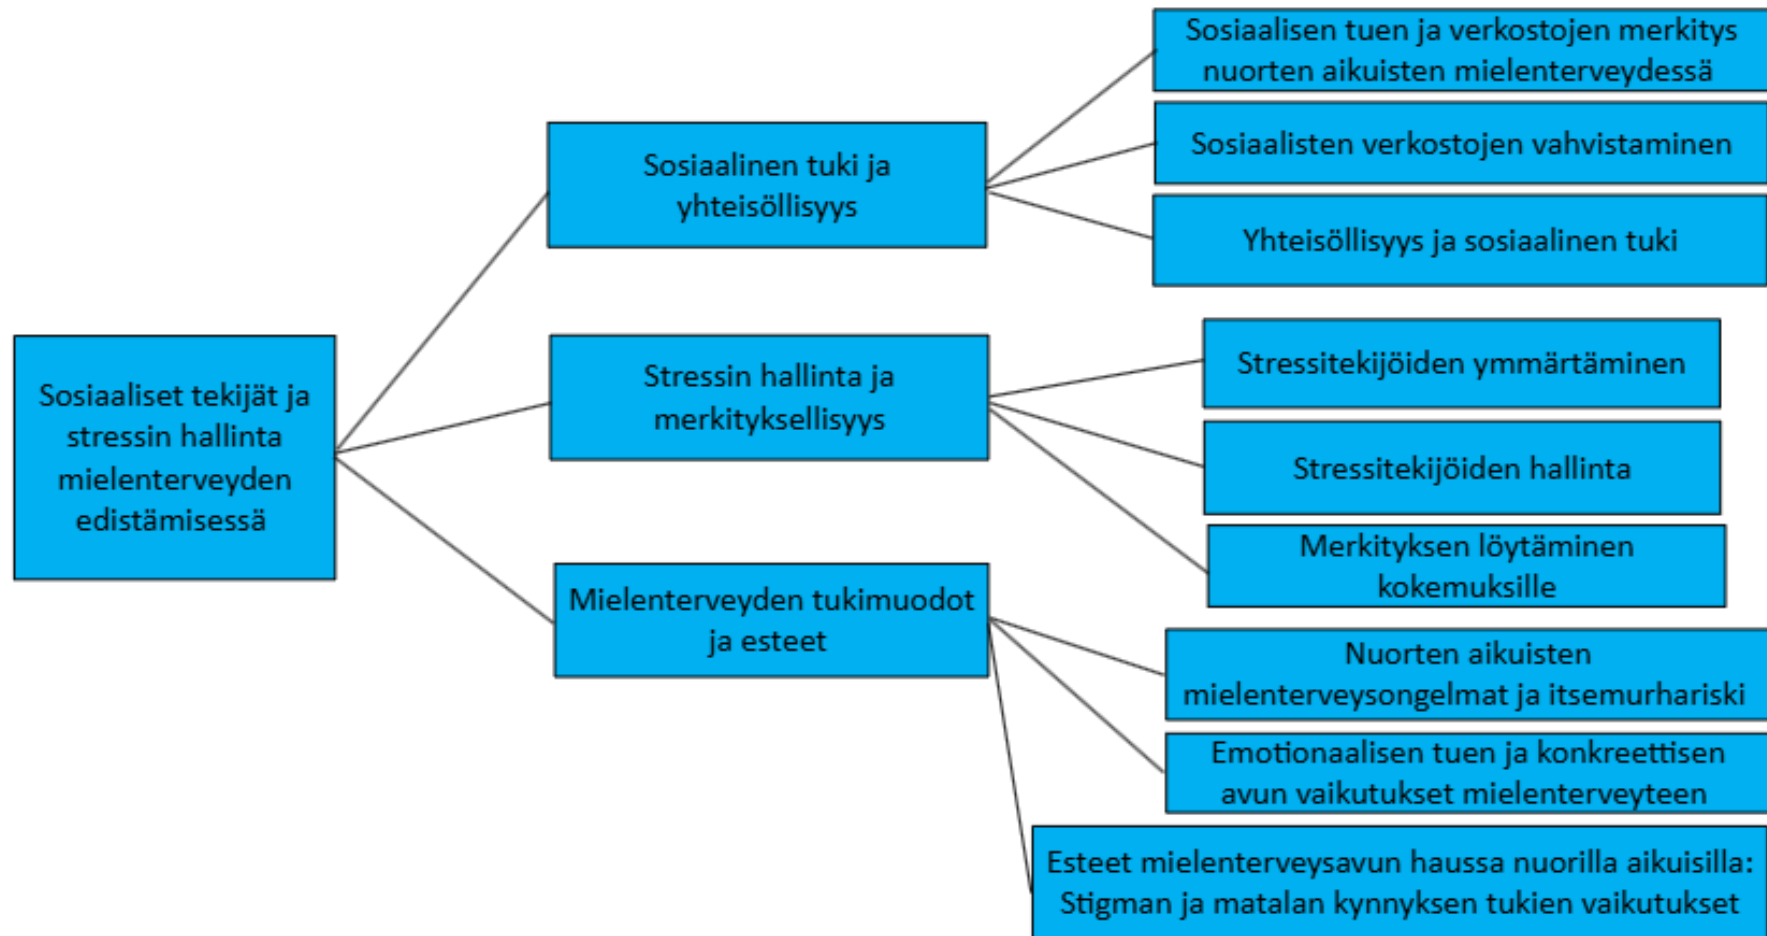 Sosiaaliset tekijät ja
stressin hallinta
mielenterveyden
edistämisessä
Sosiaalinen tuki ja
yhteisöllisyys
Sosiaalisen tuen ja verkostojen merkitys
nuorten aikuisten mielenterveydessä
Sosiaalisten verkostojen vahvistaminen
Yhteisöllisyys ja sosiaalinen tuki
Stressin hallinta ja
merkityksellisyys
Stressitekijöiden ymmärtäminen
Stressitekijöiden hallinta
Merkityksen löytäminen
kokemuksille
Mielenterveyden tukimuodot
ja esteet
Nuorten aikuisten
mielenterveysongelmat ja itsemurhariski
Emotionaalisen tuen ja konkreettisen
avun vaikutukset mielenterveyteen
Esteet mielenterveysavun haussa nuorilla aikuisilla:
Stigman ja matalan kynnyksen tukien vaikutukset